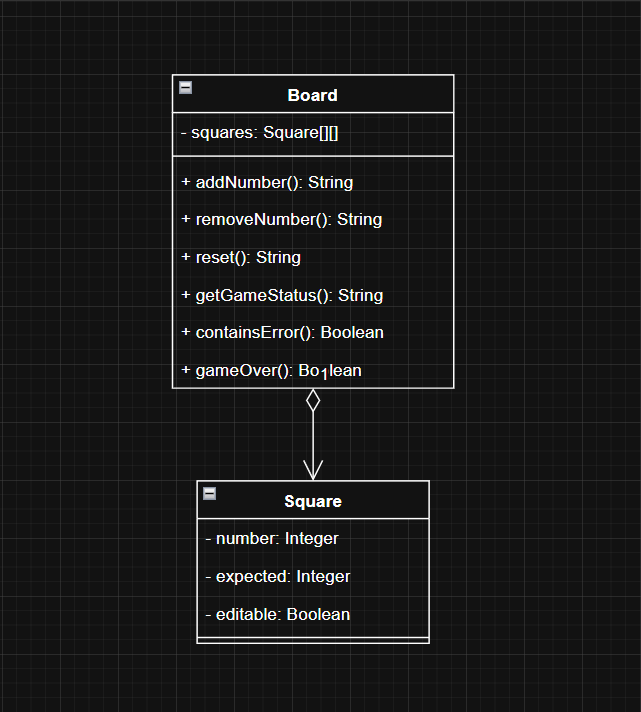 Board
- squares: Square[][]
+ addNumber(): String
+ removeNumber(): String
+ reset(): String
+ getGameStatus(): String
+ containsError(): Boolean
+ gameOver(): Bo1lean
Square
- number: Integer
- expected: Integer
- editable: Boolean